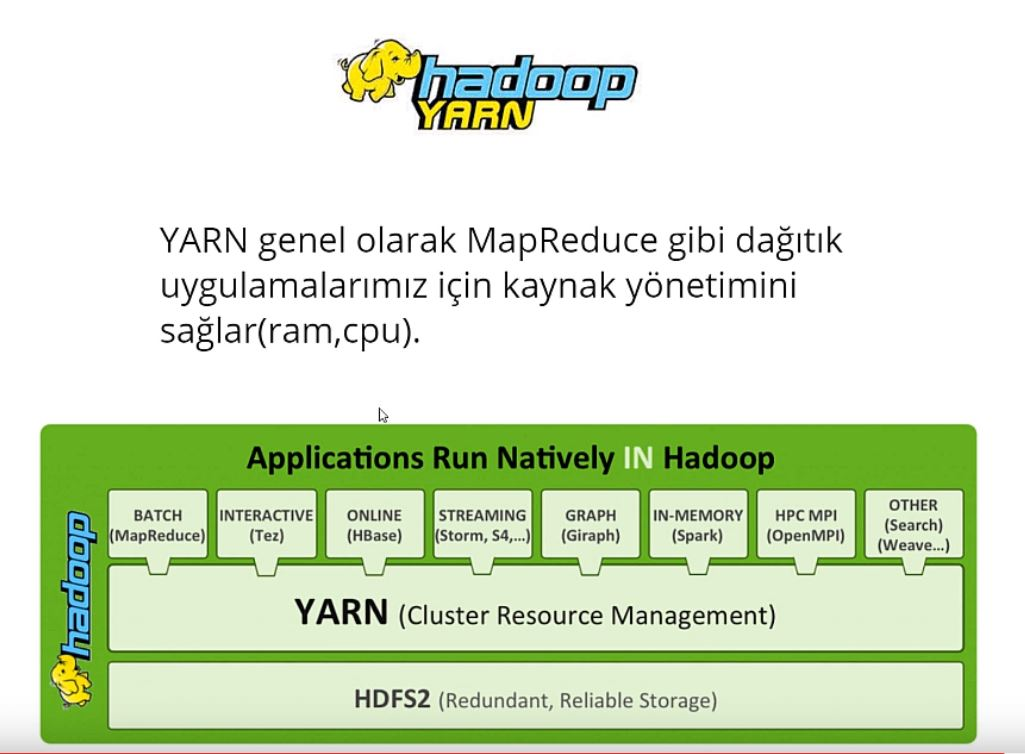 hadoop
YARN
YARN genel olarak MapReduce gibi dağıtık
uygulamalarımız için kaynak yönetimini
sağlar(ram,cpu).
Applications Run Natively IN Hadoop
BATCH
(MapReduce)
INTERACTIVE
(Tez)
ONLINE
(HBase)
STREAMING
(Storm, S4,...)
GRAPH
(Giraph)
IN-MEMORY
(Spark)
HPC MPI
(OpenMPI)
OTHER
(Search)
(Weave...)
hadoop
YARN (Cluster Resource Management)
HDFS2 (Redundant, Reliable Storage)